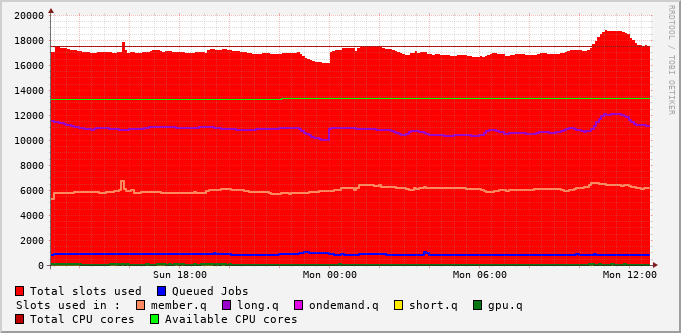 RRDTOOL / TOBI OETIKER
20000
18000
16000
14000
12000
10000
8000
6000
4000
2000
0
Sun 18:00 Mon 00:00 Mon 06:00 Mon 12:00
Total slots used Queued Jobs
Slots used in : member.q long.q ondemand.q short.q gpu.q
Total CPU cores Available CPU cores